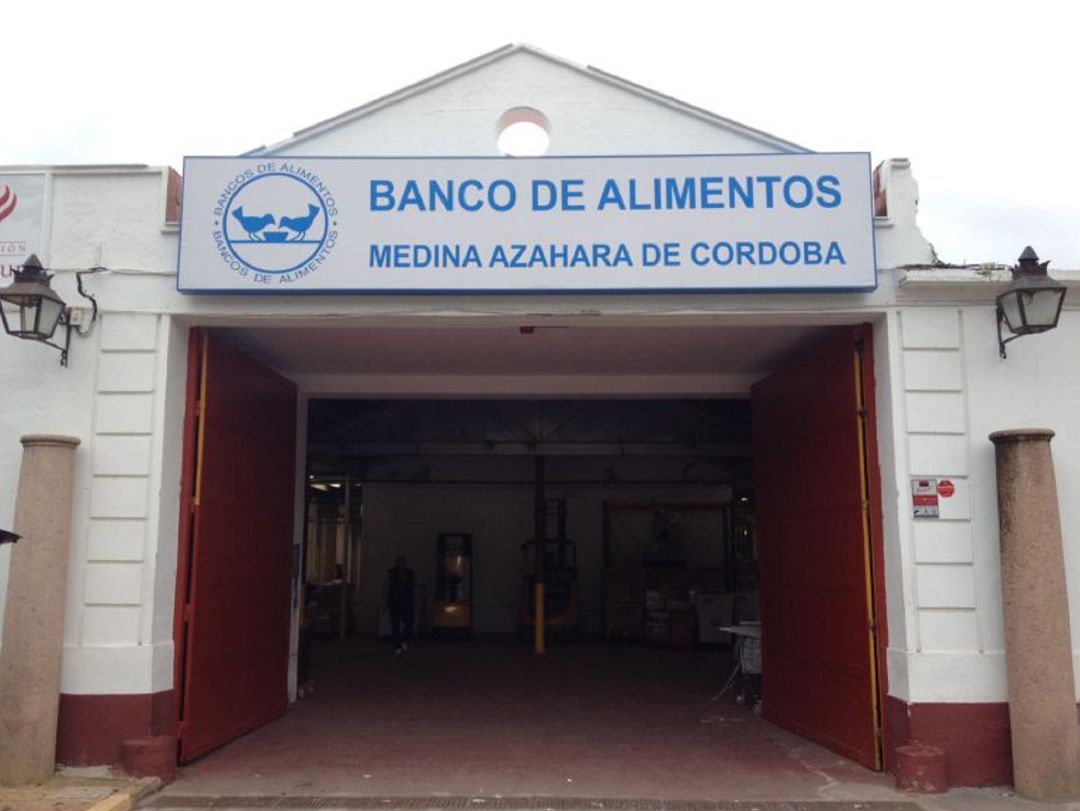 BANCOS DE ALIMENTOS
BANCOS DE ALIMENTOS
BANCO DE ALIMENTOS
MEDINA AZAHARA DE CORDOBA